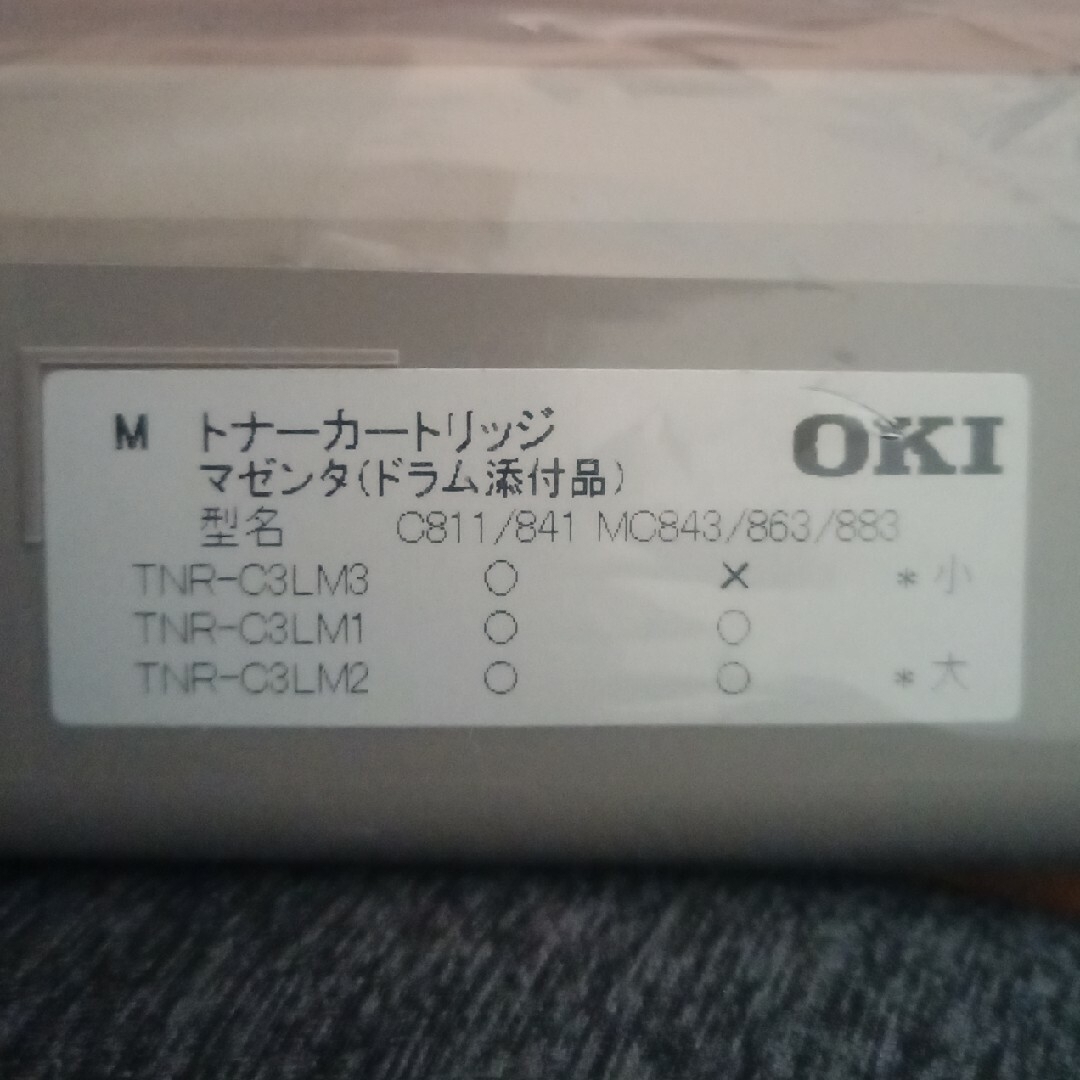 M トナーカートリッジ OKI
マゼンタ(ドラム添付品)
型名 C811/841 MC843/863/883
TNR-C3LM3 ○ × * 小
TNR-C3LM1 ○ ○
TNR-C3LM2 ○ ○ * 大